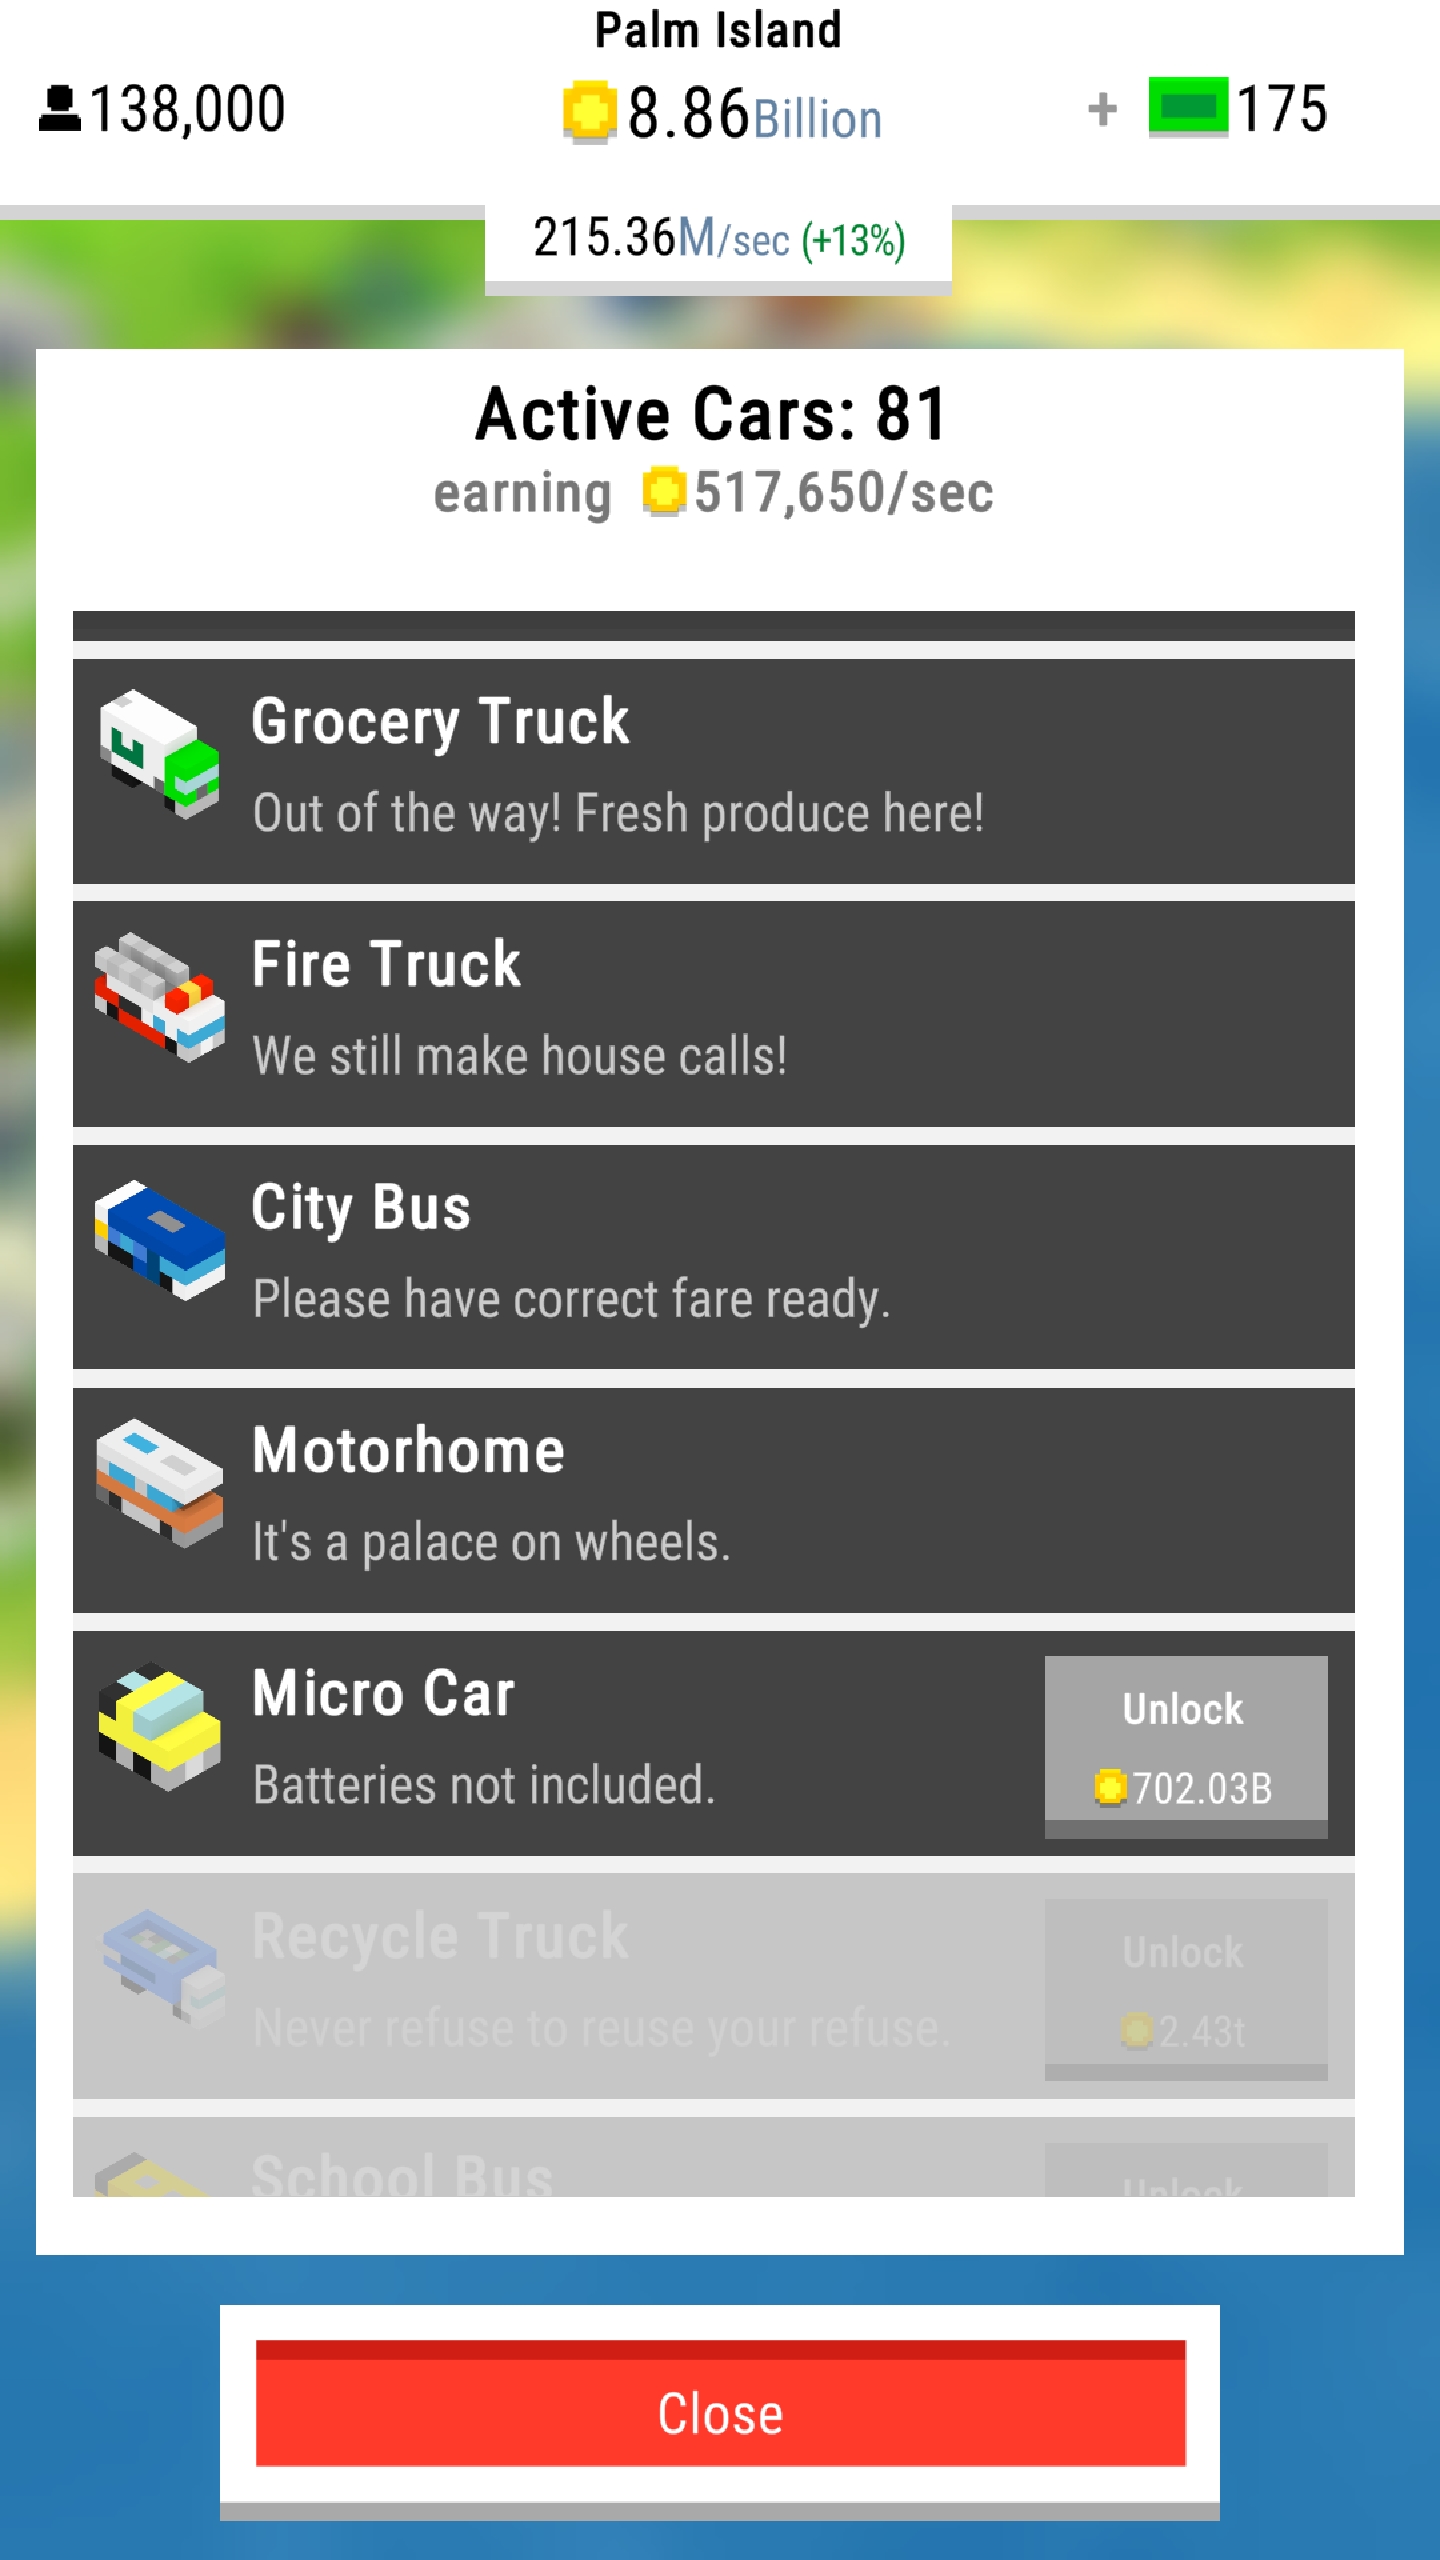 Palm Island
138,000
8.86Billion
+ 175
215.36M/sec (+13%)
Active Cars: 81
earning 517,650/sec
Grocery Truck
Out of the way! Fresh produce here!
Fire Truck
We still make house calls!
City Bus
Please have correct fare ready.
Motorhome
It's a palace on wheels.
Micro Car
Batteries not included.
Unlock
702.03B
Recycle Truck
Never refuse to reuse your refuse.
Unlock
2.43t
School Bus
Unlock
Close